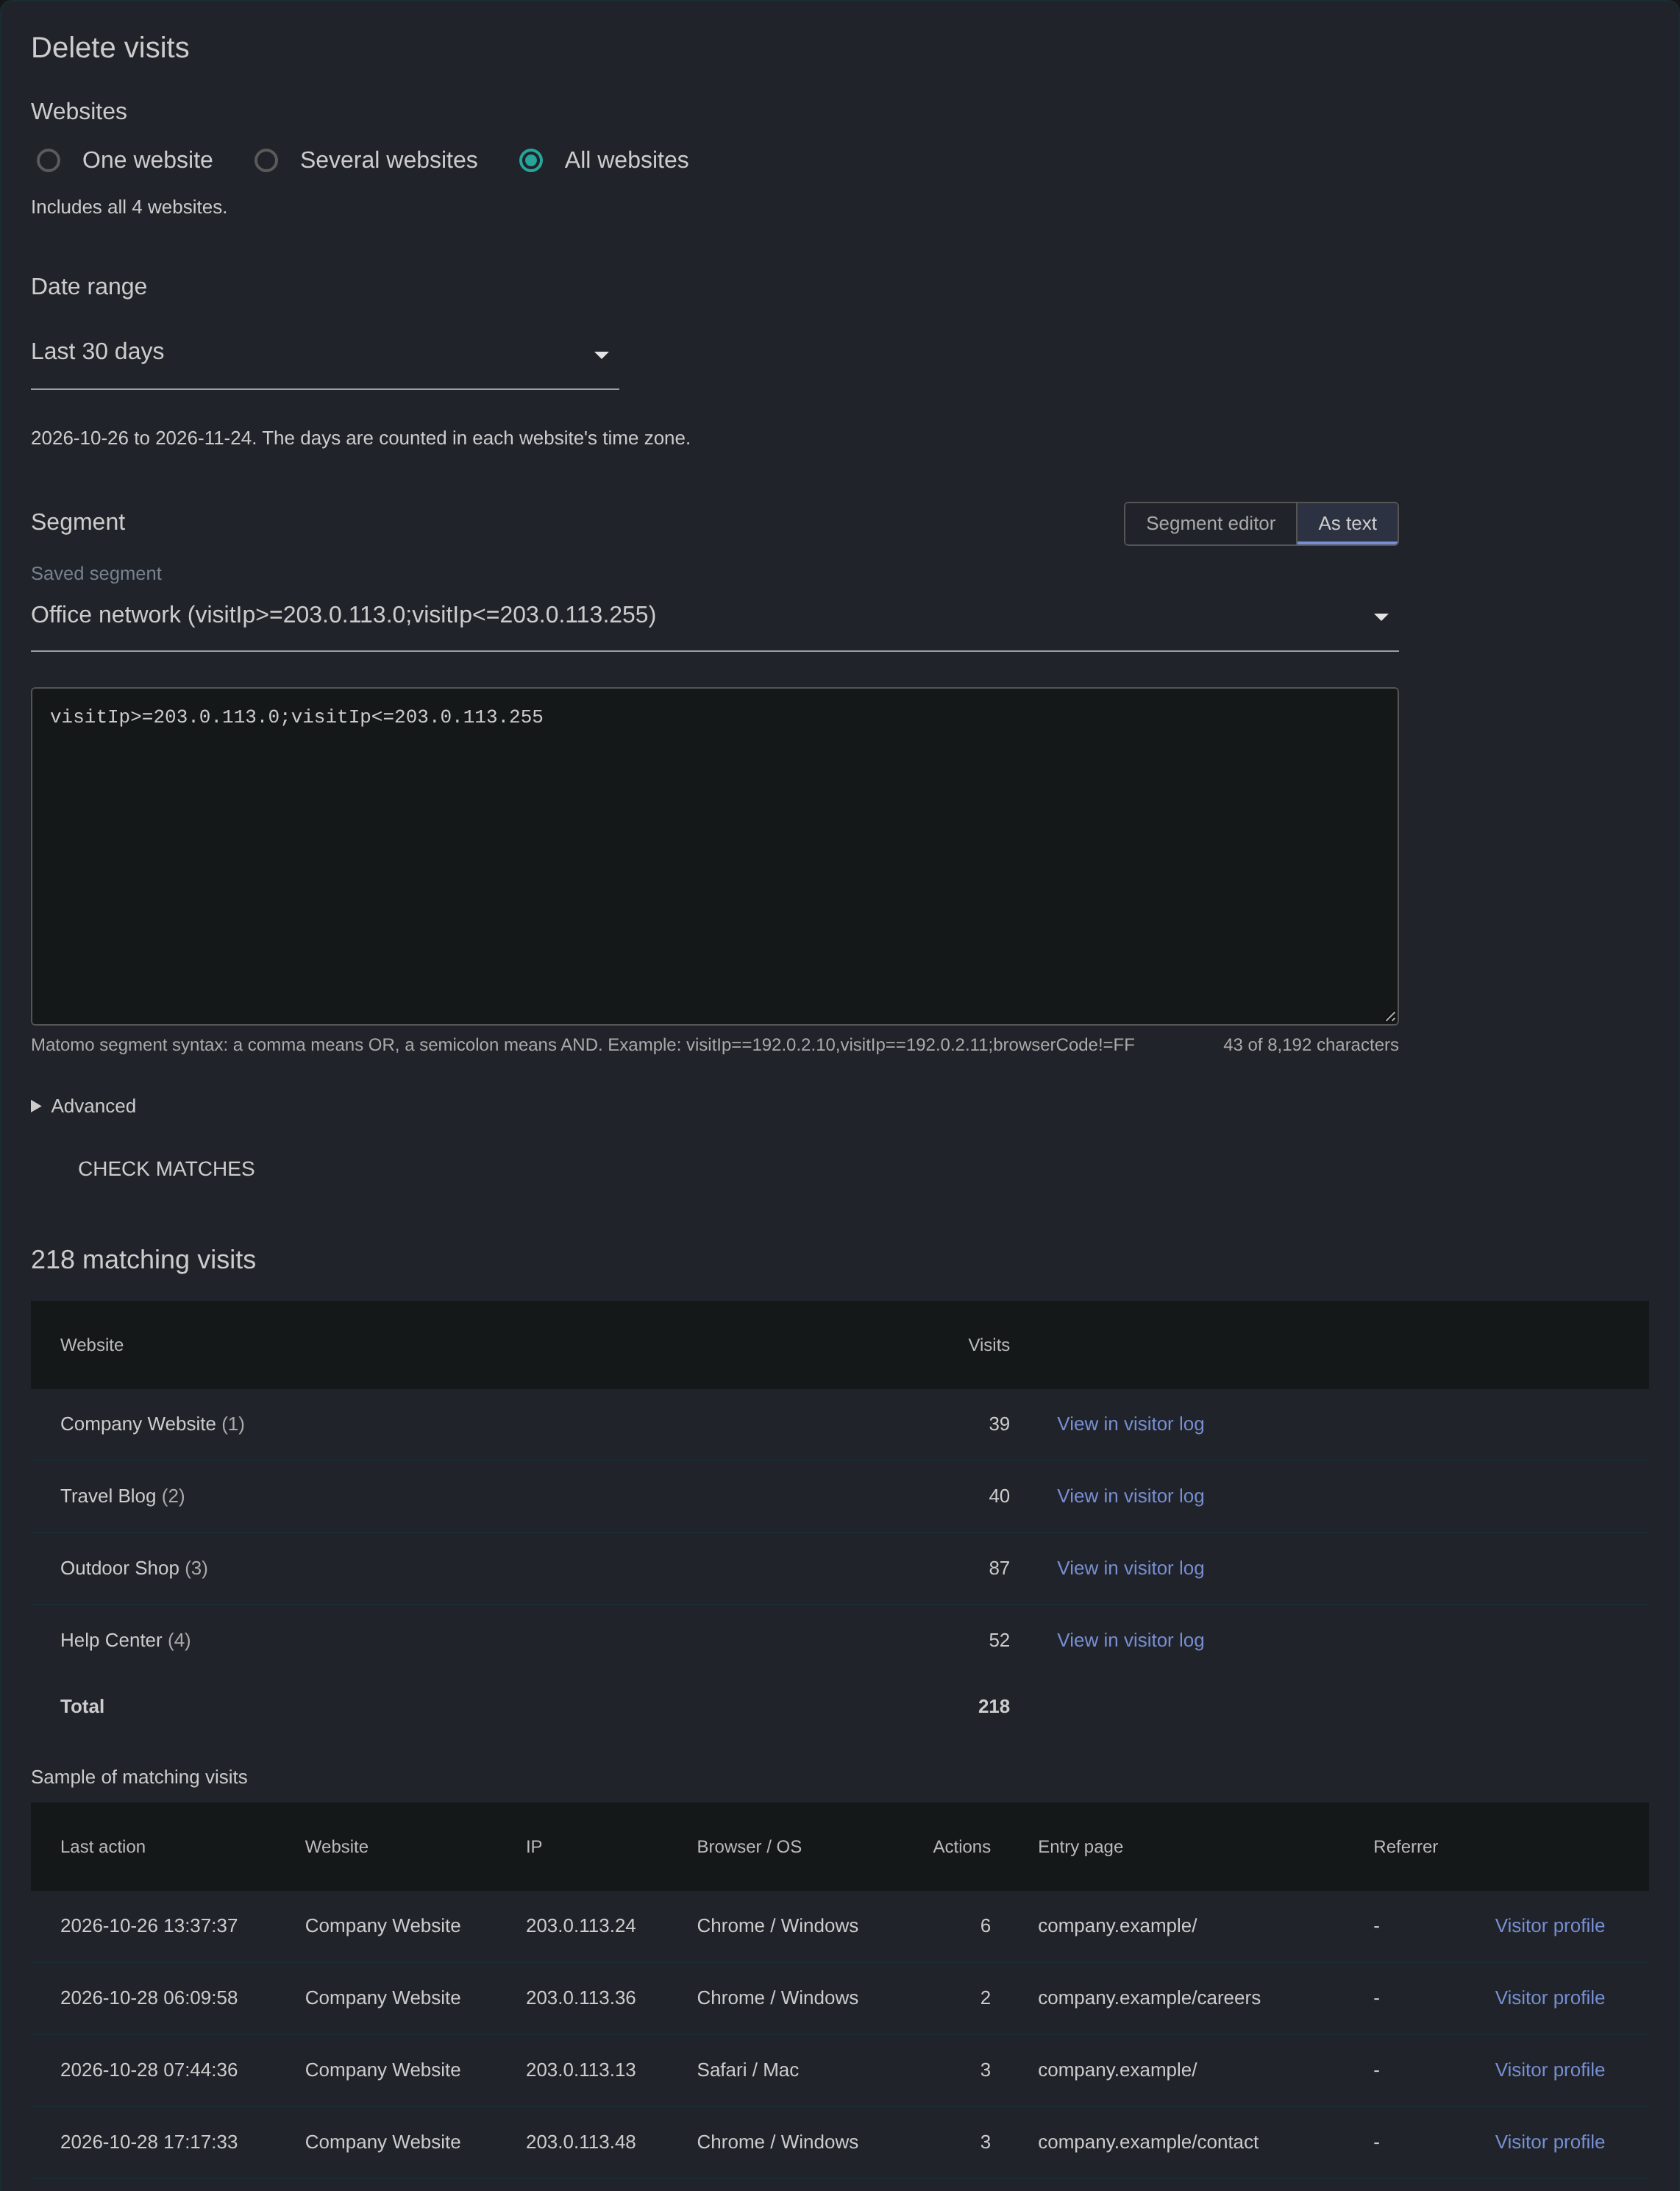 Delete visits
Websites
One website Several websites All websites
Includes all 4 websites.
Date range
Last 30 days
2026-10-26 to 2026-11-24. The days are counted in each website's time zone.
Segment Segment editor As text
Saved segment
Office network (visitIp>=203.0.113.0;visitIp<=203.0.113.255)
visitIp>=203.0.113.0;visitIp<=203.0.113.255
Matomo segment syntax: a comma means OR, a semicolon means AND. Example: visitIp==192.0.2.10,visitIp==192.0.2.11;browserCode!=FF 43 of 8,192 characters
Advanced
CHECK MATCHES
218 matching visits
Website Visits
Company Website (1) 39 View in visitor log
Travel Blog (2) 40 View in visitor log
Outdoor Shop (3) 87 View in visitor log
Help Center (4) 52 View in visitor log
Total 218
Sample of matching visits
Last action Website IP Browser / OS Actions Entry page Referrer
2026-10-26 13:37:37 Company Website 203.0.113.24 Chrome / Windows 6 company.example/ - Visitor profile
2026-10-28 06:09:58 Company Website 203.0.113.36 Chrome / Windows 2 company.example/careers - Visitor profile
2026-10-28 07:44:36 Company Website 203.0.113.13 Safari / Mac 3 company.example/ - Visitor profile
2026-10-28 17:17:33 Company Website 203.0.113.48 Chrome / Windows 3 company.example/contact - Visitor profile